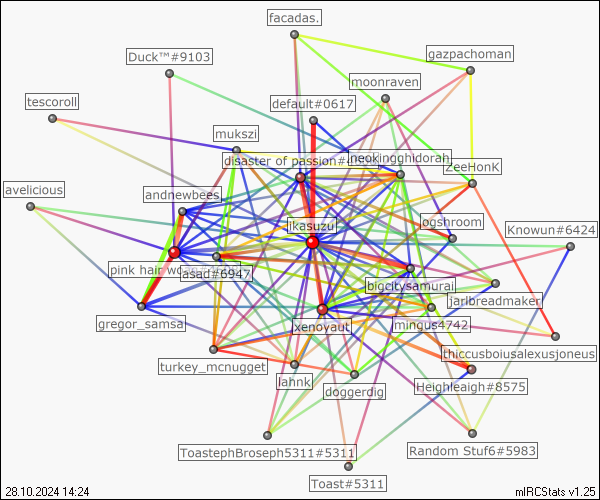 facadas.
Duck™#9103
gazpachoman
moonraven
tescoroll
default#0617
mukszi
disaster of passion#
neokingghidorah
ZeeHonK
avelicious
andnewbees
ikasuzu
pgshroom
Knowun#6424
pink hair
asad#6947
bigcitysamurai
jaribreadmaker
gregor_samsa
xenoyaut
mingus4742
turkey_mcnugget
lahnk
doggerdig
thiccusboiusalexusjoneus
Heighleaigh#8575
ToastephBroseph5311#5311
Random Stuf6#5983
Toast#5311
28.10.2024 14:24
mIRCStats v1.25